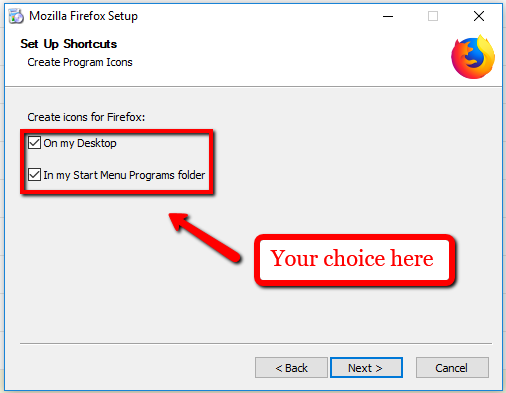 Mozilla Firefox Setup
Set Up Shortcuts
Create Program Icons
Create icons for Firefox:
On my Desktop
In my Start Menu Programs folder
Your choice here
< Back Next > Cancel